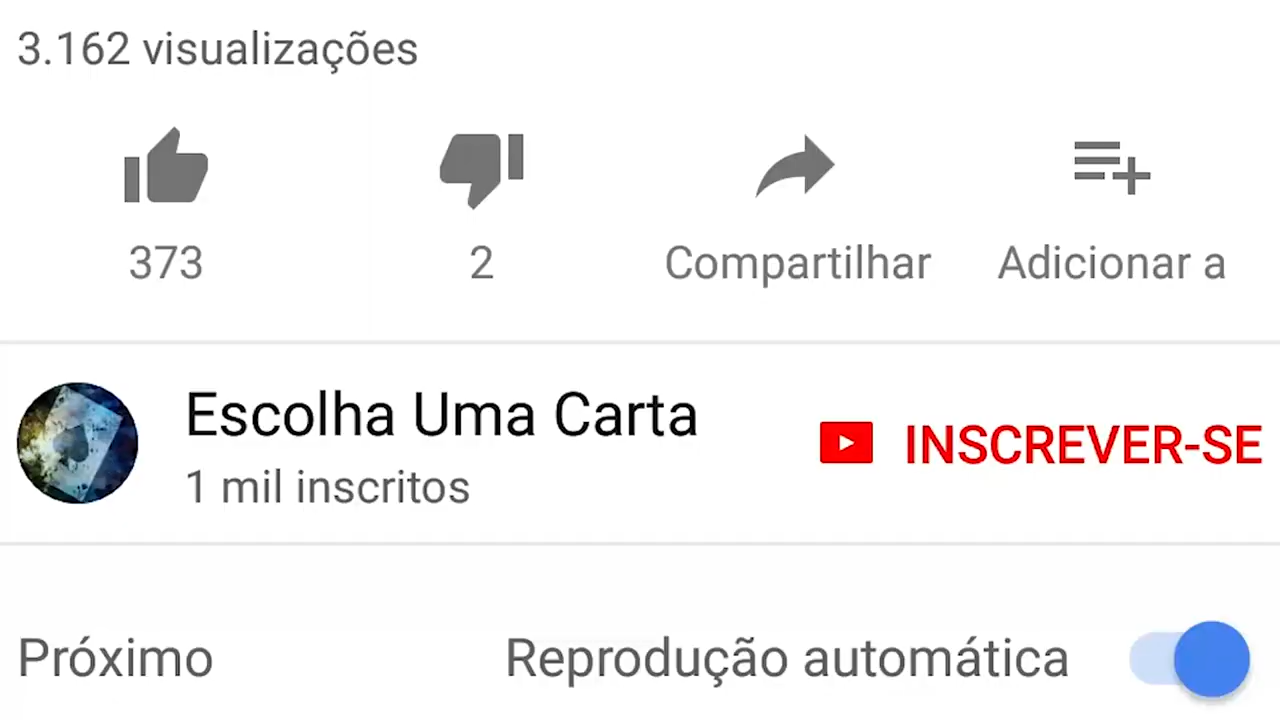 3.162 visualizações
373 2 Compartilhar Adicionar a
Escolha Uma Carta
INSCREVER-SE
1 mil inscritos
Próximo Reprodução automática